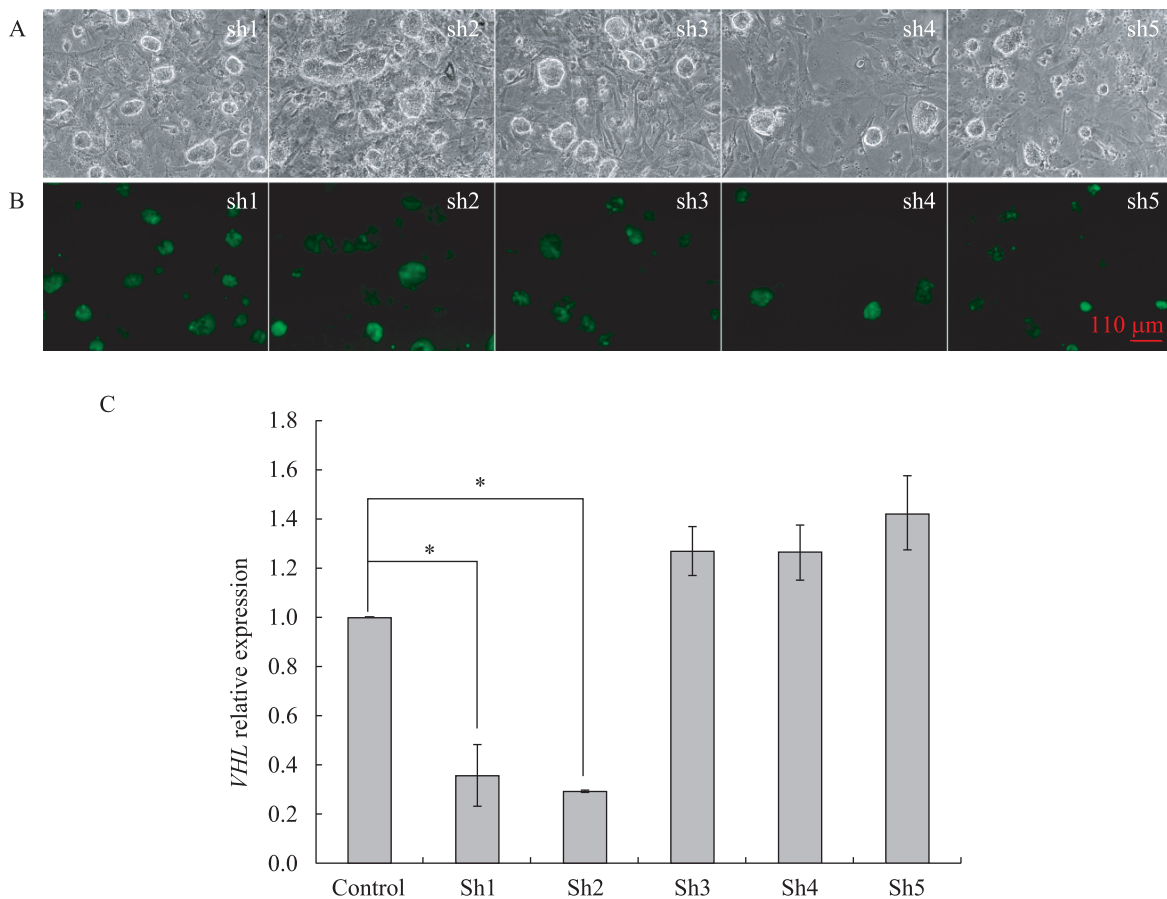 A
sh1
sh2
sh3
sh4
sh5
B
sh1
sh2
sh3
sh4
sh5
110 μm
C
VHL relative expression
1.8
1.6
1.4
1.2
1.0
0.8
0.6
0.4
0.2
0.0
*
*
Control
Sh1
Sh2
Sh3
Sh4
Sh5